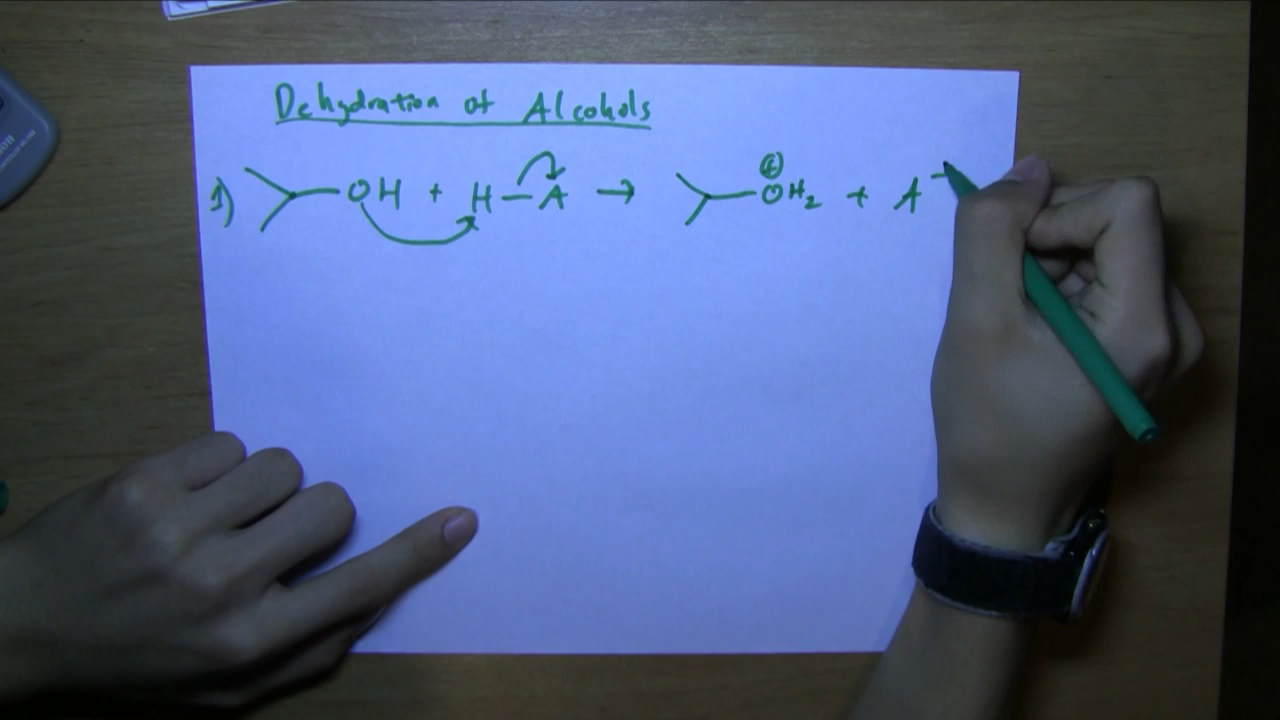 Dehydration of Alcohols
1) OH + H—A → ⊕OH₂ + A⁻